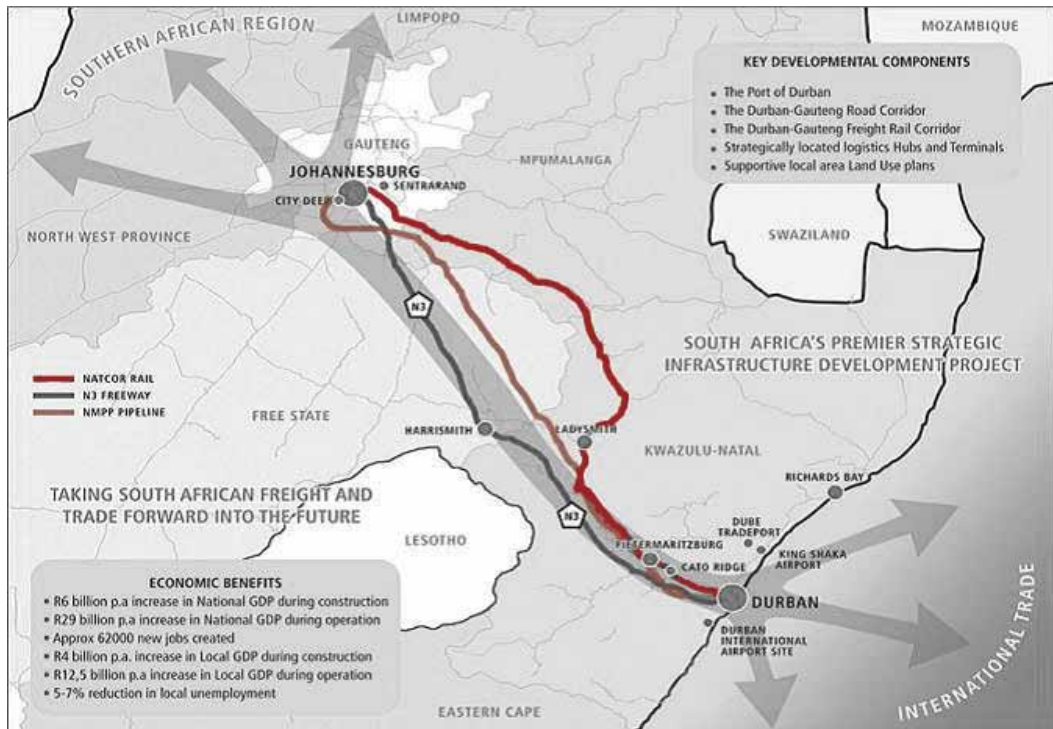 SOUTHERN AFRICAN REGION
LIMPOPO
MOZAMBIQUE
KEY DEVELOPMENTAL COMPONENTS
• The Port of Durban
• The Durban-Gauteng Road Corridor
• The Durban-Gauteng Freight Rail Corridor
• Strategically located logistics Hubs and Terminals
• Supportive local area Land Use plans
GAUTENG
MPUMALANGA
JOHANNESBURG
SENTRARAND
CITY DEEP
NORTH WEST PROVINCE
SWAZILAND
N3
SOUTH AFRICA'S PREMIER STRATEGIC
INFRASTRUCTURE DEVELOPMENT PROJECT
NATCOR RAIL
N3 FREEWAY
NMPP PIPELINE
FREE STATE
HARRISMITH
LADYSMITH
KWAZULU-NATAL
RICHARDS BAY
TAKING SOUTH AFRICAN FREIGHT AND
TRADE FORWARD INTO THE FUTURE
N3
LESOTHO
DUBE
TRADEPORT
KING SHAKA
AIRPORT
PIETERMARITZBURG
CATO RIDGE
DURBAN
DURBAN
INTERNATIONAL
AIRPORT SITE
ECONOMIC BENEFITS
• R6 billion p.a increase in National GDP during construction
• R29 billion p.a increase in National GDP during operation
• Approx 62000 new jobs created
• R4 billion p.a. increase in Local GDP during construction
• R12,5 billion p.a increase in Local GDP during operation
• 5-7% reduction in local unemployment
EASTERN CAPE
INTERNATIONAL TRADE